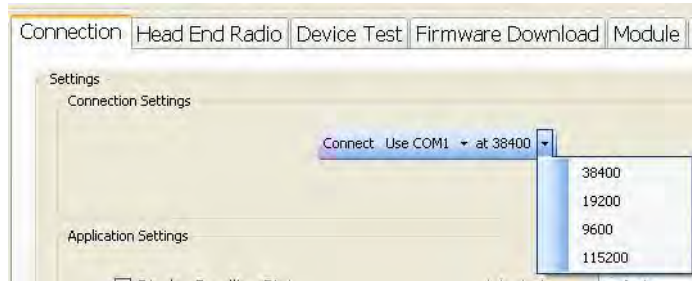 Connection Head End Radio Device Test Firmware Download Module
Settings
Connection Settings
Connect Use COM1 at 38400
38400
19200
9600
115200
Application Settings